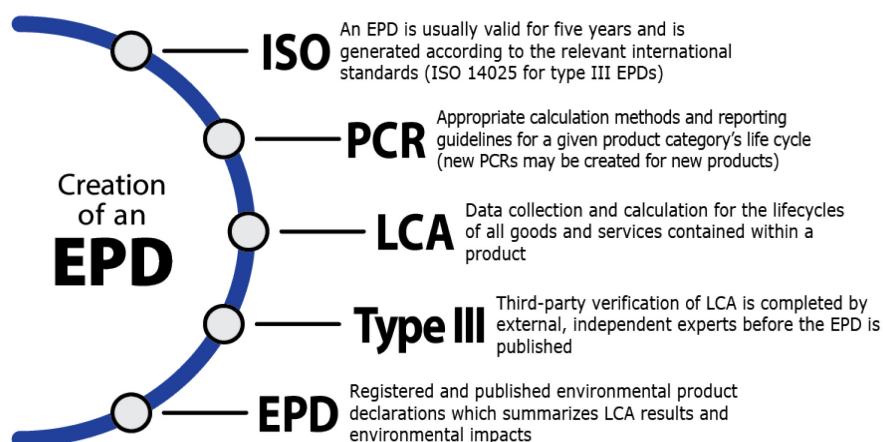 Creation
of an
EPD
ISO
An EPD is usually valid for five years and is
generated according to the relevant international
standards (ISO 14025 for type III EPDs)
PCR
Appropriate calculation methods and reporting
guidelines for a given product category's life cycle
(new PCRs may be created for new products)
LCA
Data collection and calculation for the lifecycles
of all goods and services contained within a
product
Type III
Third-party verification of LCA is completed by
external, independent experts before the EPD is
published
EPD
Registered and published environmental product
declarations which summarizes LCA results and
environmental impacts